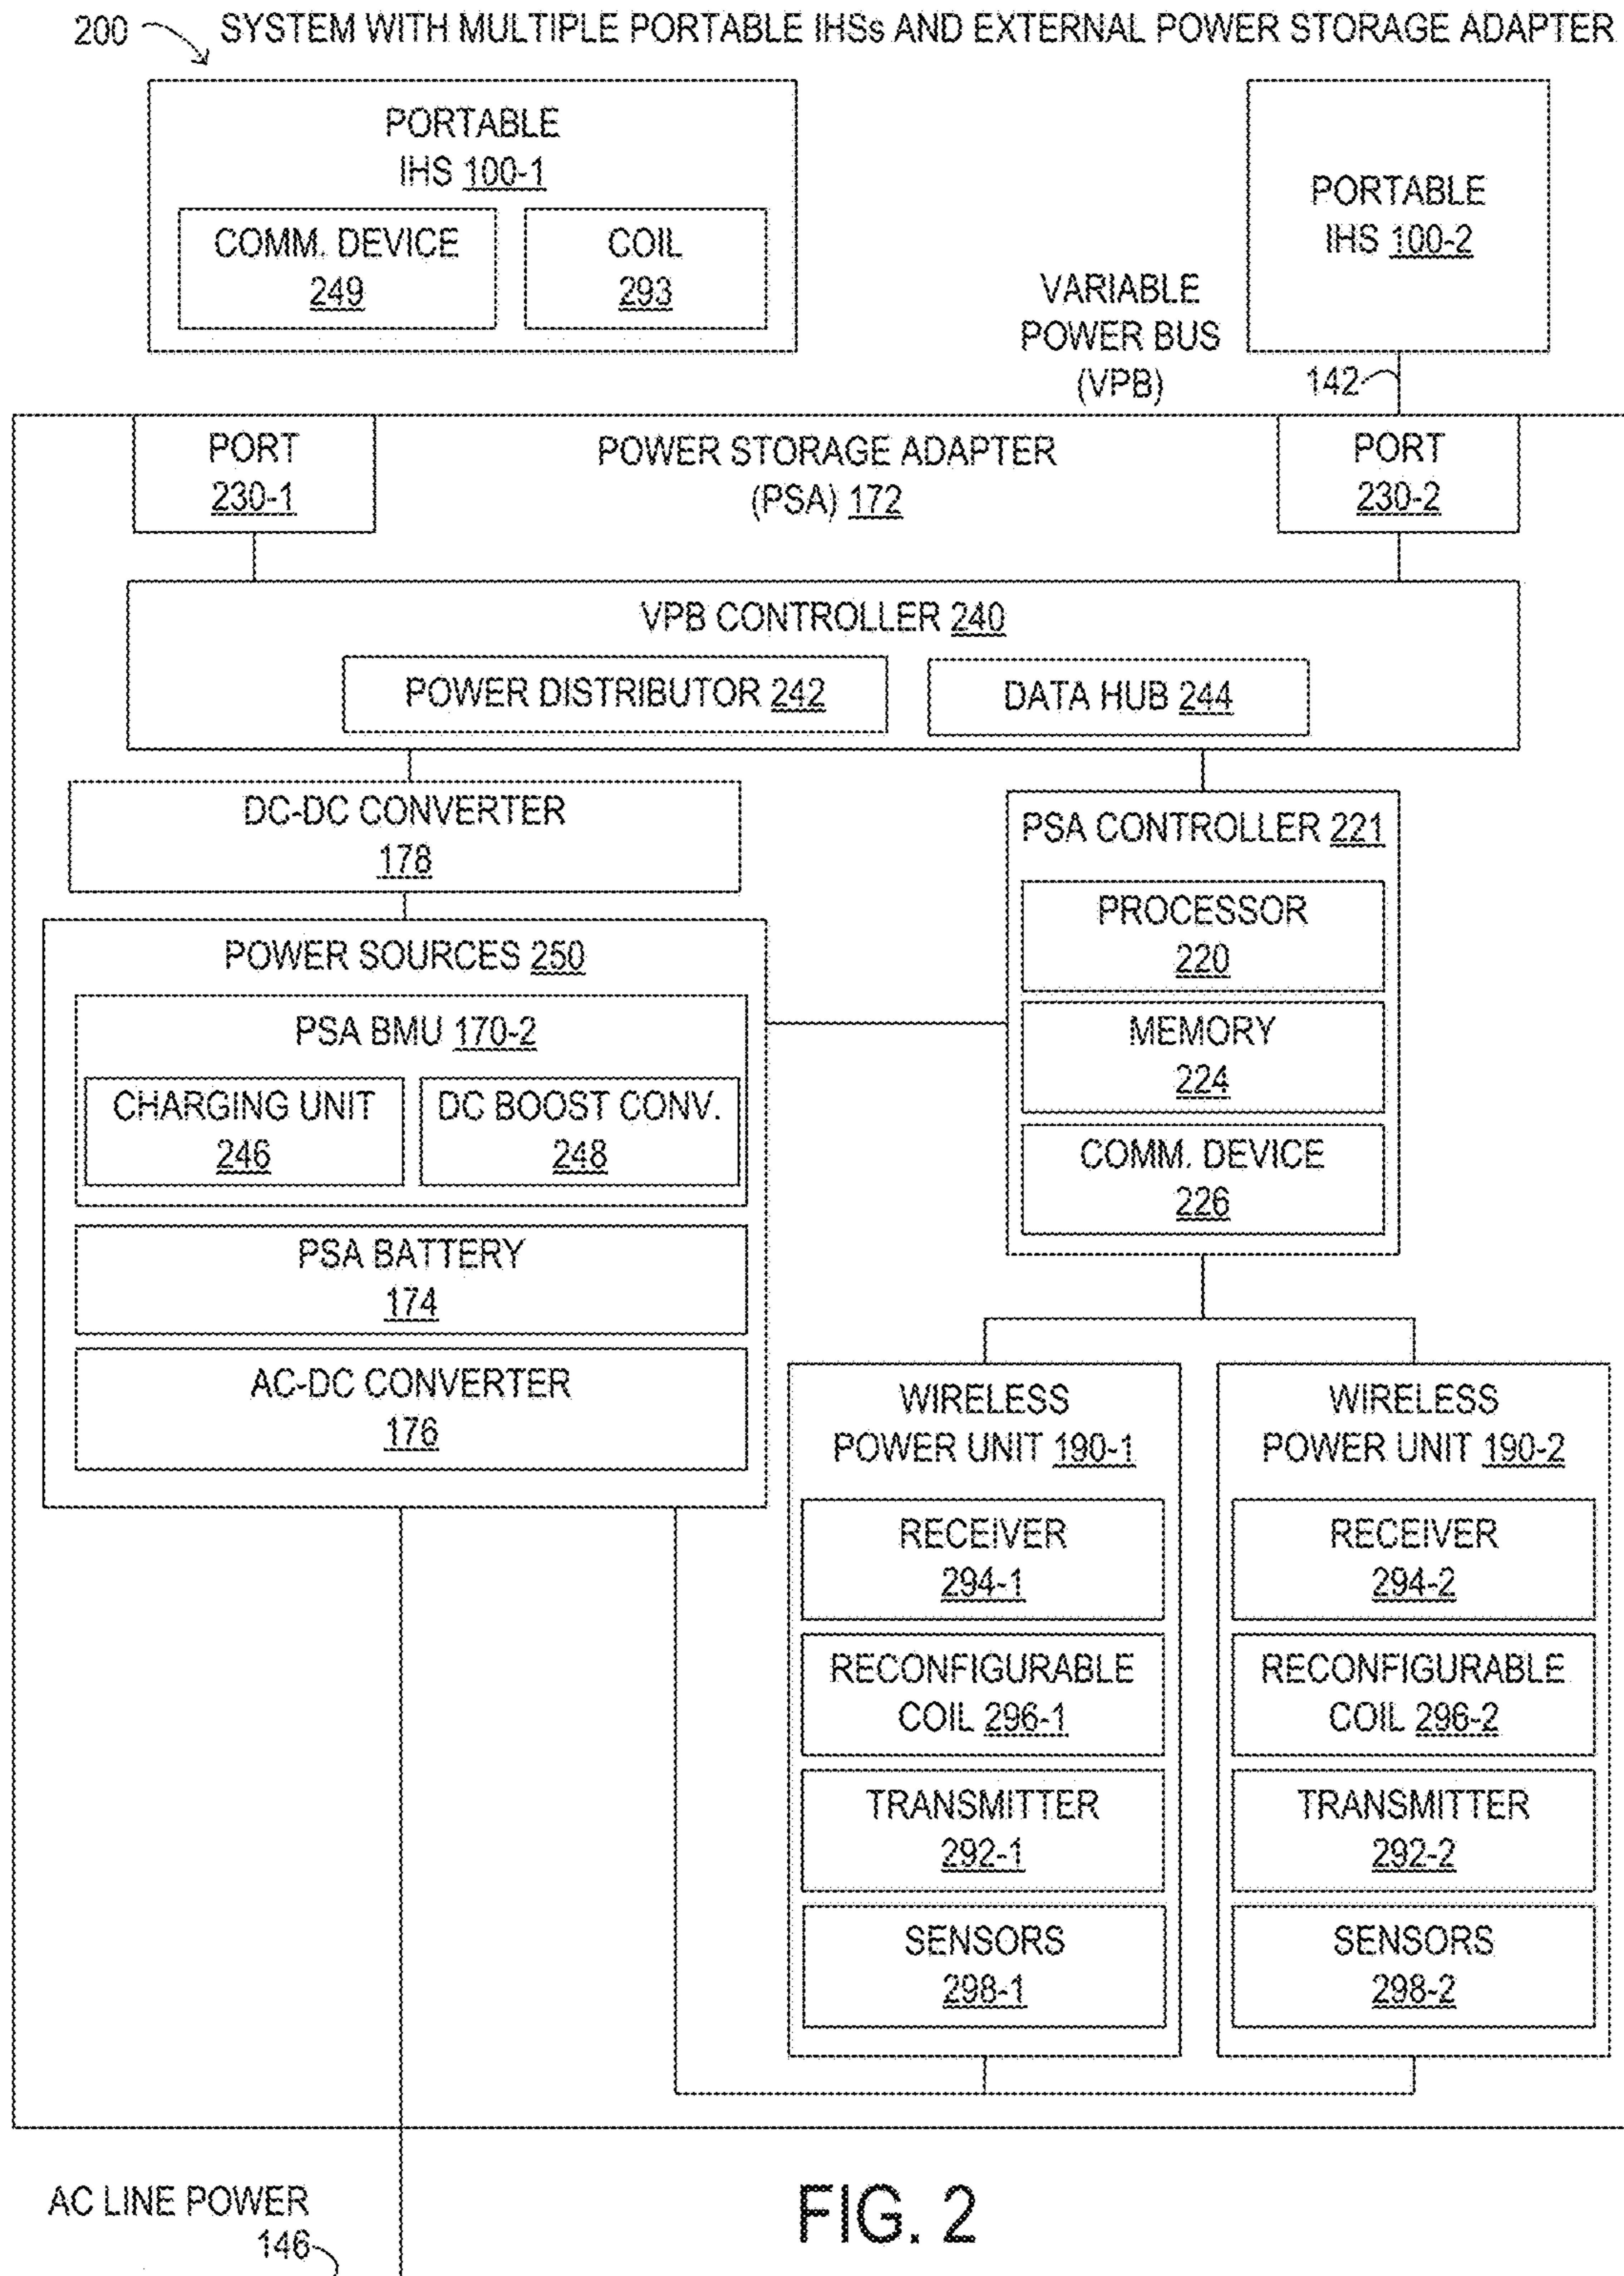 200 SYSTEM WITH MULTIPLE PORTABLE IHSs AND EXTERNAL POWER STORAGE ADAPTER
PORTABLE
IHS 100-1
COMM. DEVICE
249
COIL
293
PORTABLE
IHS 100-2
VARIABLE
POWER BUS
(VPB)
142
PORT
230-1
POWER STORAGE ADAPTER
(PSA) 172
PORT
230-2
VPB CONTROLLER 240
POWER DISTRIBUTOR 242
DATA HUB 244
DC-DC CONVERTER
178
PSA CONTROLLER 221
PROCESSOR
220
MEMORY
224
COMM. DEVICE
226
POWER SOURCES 250
PSA BMU 170-2
CHARGING UNIT
246
DC BOOST CONV.
248
PSA BATTERY
174
AC-DC CONVERTER
176
WIRELESS
POWER UNIT 190-1
RECEIVER
294-1
RECONFIGURABLE
COIL 296-1
TRANSMITTER
292-1
SENSORS
298-1
WIRELESS
POWER UNIT 190-2
RECEIVER
294-2
RECONFIGURABLE
COIL 296-2
TRANSMITTER
292-2
SENSORS
298-2
AC LINE POWER
146
FIG. 2